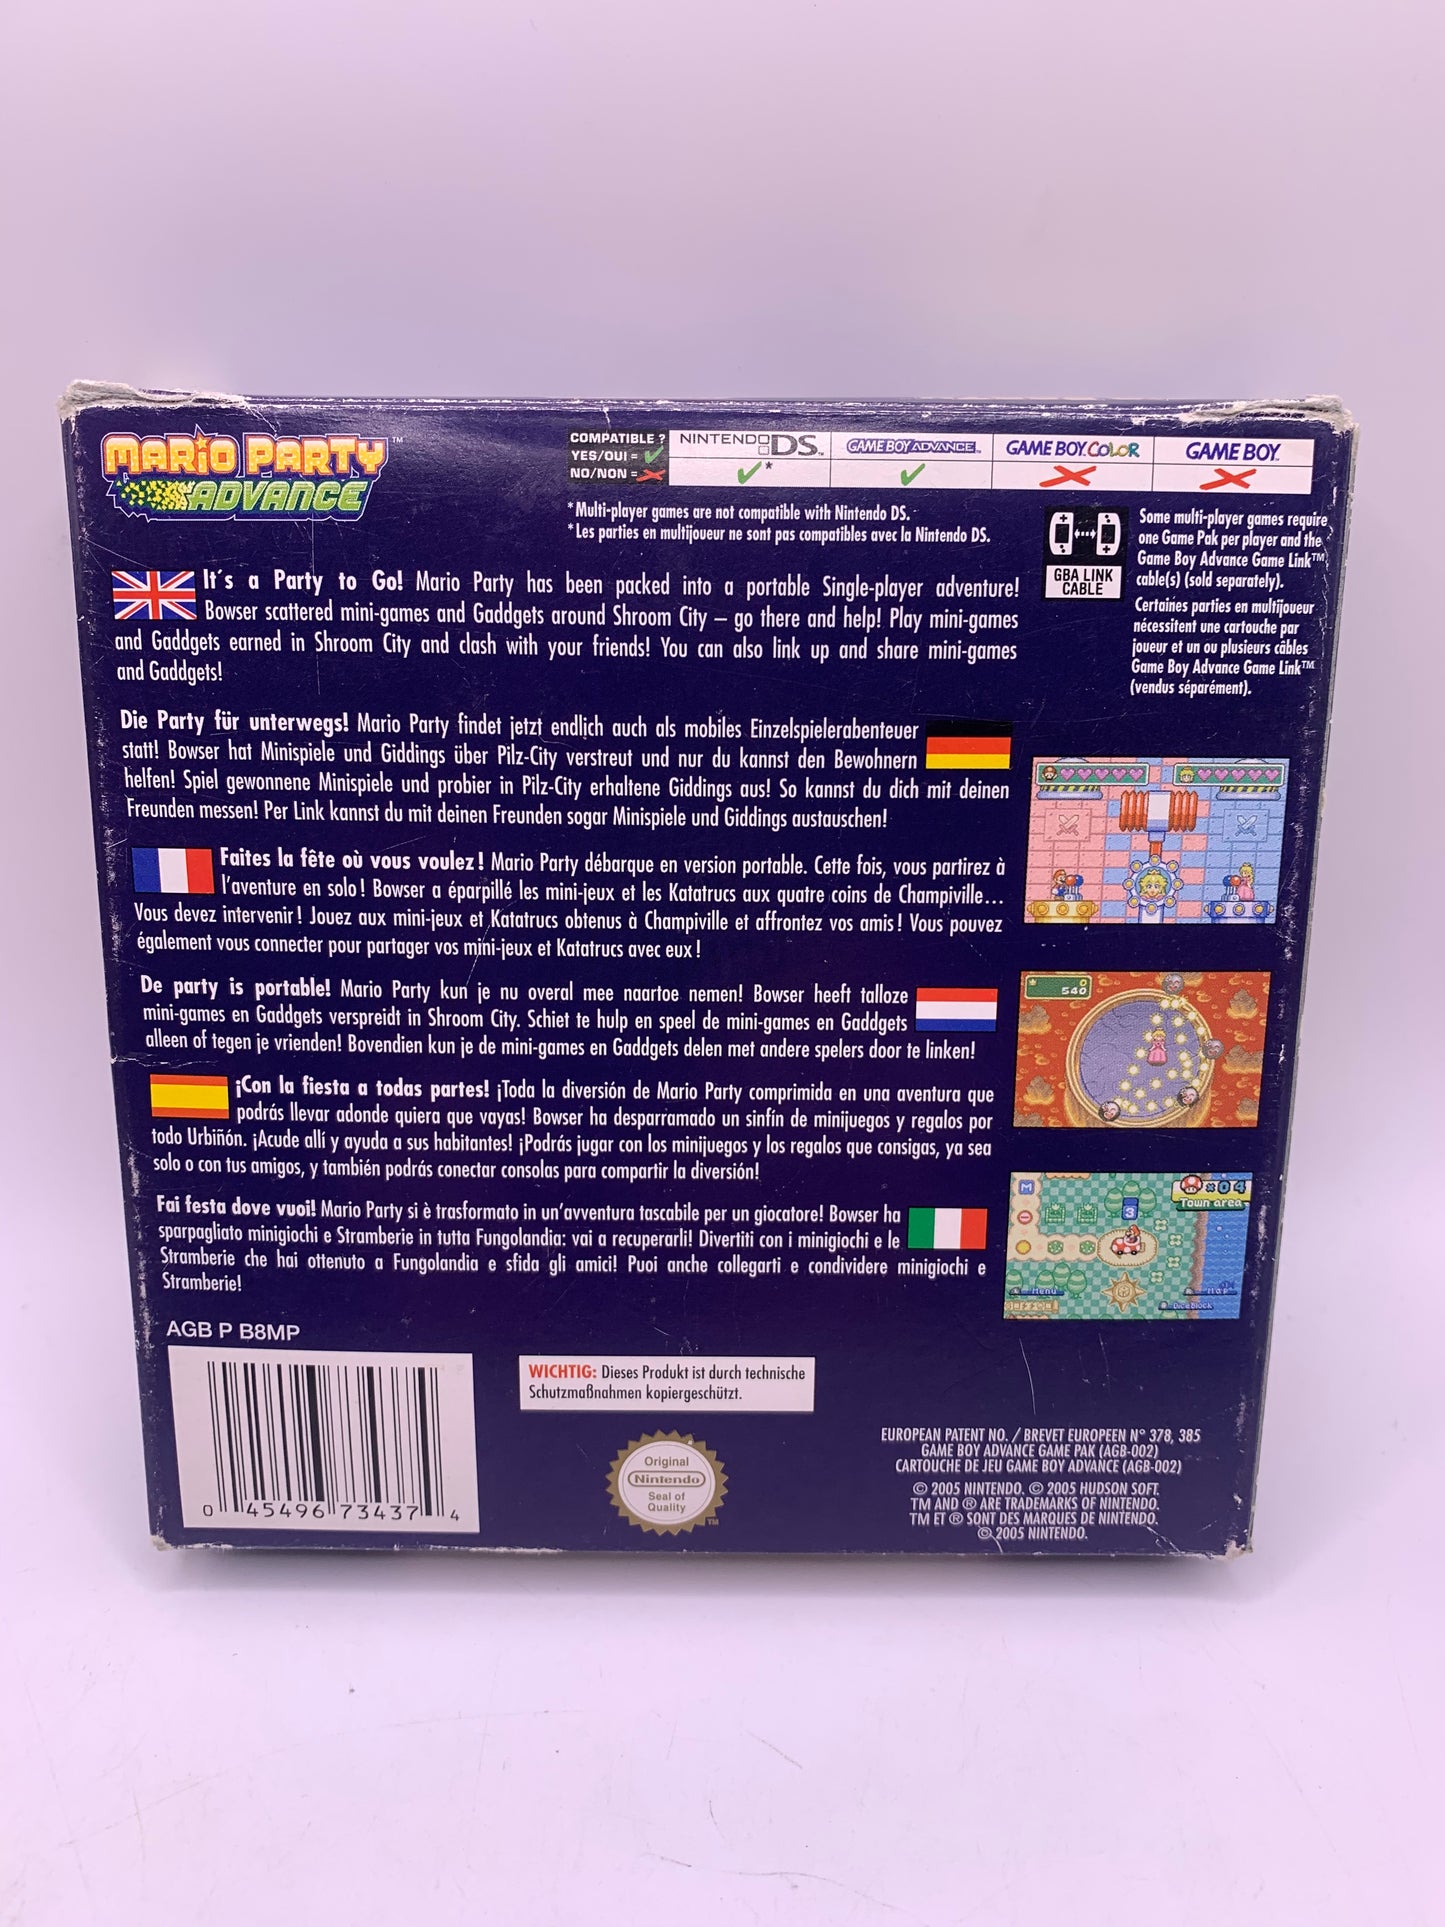 MARIO PARTY™
ADVANCE
COMPATIBLE ?
YES/OUI =
NO/NON =
NINTENDO DS™
*
GAME BOY ADVANCE™
GAME BOY COLOR
GAME BOY™
*Multi-player games are not compatible with Nintendo DS.
*Les parties en multijoueur ne sont pas compatibles avec la Nintendo DS.
GBA LINK
CABLE
Some multi-player games require
one Game Pak per player and the
Game Boy Advance Game Link™
cable(s) (sold separately).
Certaines parties en multijoueur
nécessitent une cartouche par
joueur et un ou plusieurs câbles
Game Boy Advance Game Link™
(vendus séparément).
It's a Party to Go! Mario Party has been packed into a portable Single-player adventure!
Bowser scattered mini-games and Gaddgets around Shroom City – go there and help! Play mini-games
and Gaddgets earned in Shroom City and clash with your friends! You can also link up and share mini-games
and Gaddgets!
Die Party für unterwegs! Mario Party findet jetzt endlich auch als mobiles Einzelspielerabenteuer
statt! Bowser hat Minispiele und Giddings über Pilz-City verstreut und nur du kannst den Bewohnern
helfen! Spiel gewonnene Minispiele und probier in Pilz-City erhaltene Giddings aus! So kannst du dich mit deinen
Freunden messen! Per Link kannst du mit deinen Freunden sogar Minispiele und Giddings austauschen!
Faites la fête où vous voulez ! Mario Party débarque en version portable. Cette fois, vous partirez à
l'aventure en solo ! Bowser a éparpillé les mini-jeux et les Katatrucs aux quatre coins de Champiville...
Vous devez intervenir ! Jouez aux mini-jeux et Katatrucs obtenus à Champiville et affrontez vos amis ! Vous pouvez
également vous connecter pour partager vos mini-jeux et Katatrucs avec eux !
De party is portable! Mario Party kun je nu overal mee naartoe nemen! Bowser heeft talloze
mini-games en Gaddgets verspreidt in Shroom City. Schiet te hulp en speel de mini-games en Gaddgets
alleen of tegen je vrienden! Bovendien kun je de mini-games en Gaddgets delen met andere spelers door te linken!
¡Con la fiesta a todas partes! ¡Toda la diversión de Mario Party comprimida en una aventura que
podrás llevar adonde quiera que vayas! Bowser ha desparramado un sinfín de minijuegos y regalos por
todo Urbiñón. ¡Acude allí y ayuda a sus habitantes! ¡Podrás jugar con los minijuegos y los regalos que consigas, ya sea
solo o con tus amigos, y también podrás conectar consolas para compartir la diversión!
Fai festa dove vuoi! Mario Party si è trasformato in un'avventura tascabile per un giocatore! Bowser ha
sparpagliato minigiochi e Stramberie in tutta Fungolandia: vai a recuperarli! Divertiti con i minigiochi e le
Stramberie che hai ottenuto a Fungolandia e sfida gli amici! Puoi anche collegarti e condividere minigiochi e
Stramberie!
0
540
M
3
×04
Town area
Menu
Map
Dice Block
AGB P B8MP
0 45496 73437 4
WICHTIG: Dieses Produkt ist durch technische
Schutzmaßnahmen kopiergeschützt.
Original
Nintendo
Seal of
Quality
TM
EUROPEAN PATENT NO. / BREVET EUROPEEN N° 378, 385
GAME BOY ADVANCE GAME PAK (AGB-002)
CARTOUCHE DE JEU GAME BOY ADVANCE (AGB-002)
© 2005 NINTENDO. © 2005 HUDSON SOFT.
TM AND ® ARE TRADEMARKS OF NINTENDO.
TM ET ® SONT DES MARQUES DE NINTENDO.
© 2005 NINTENDO.